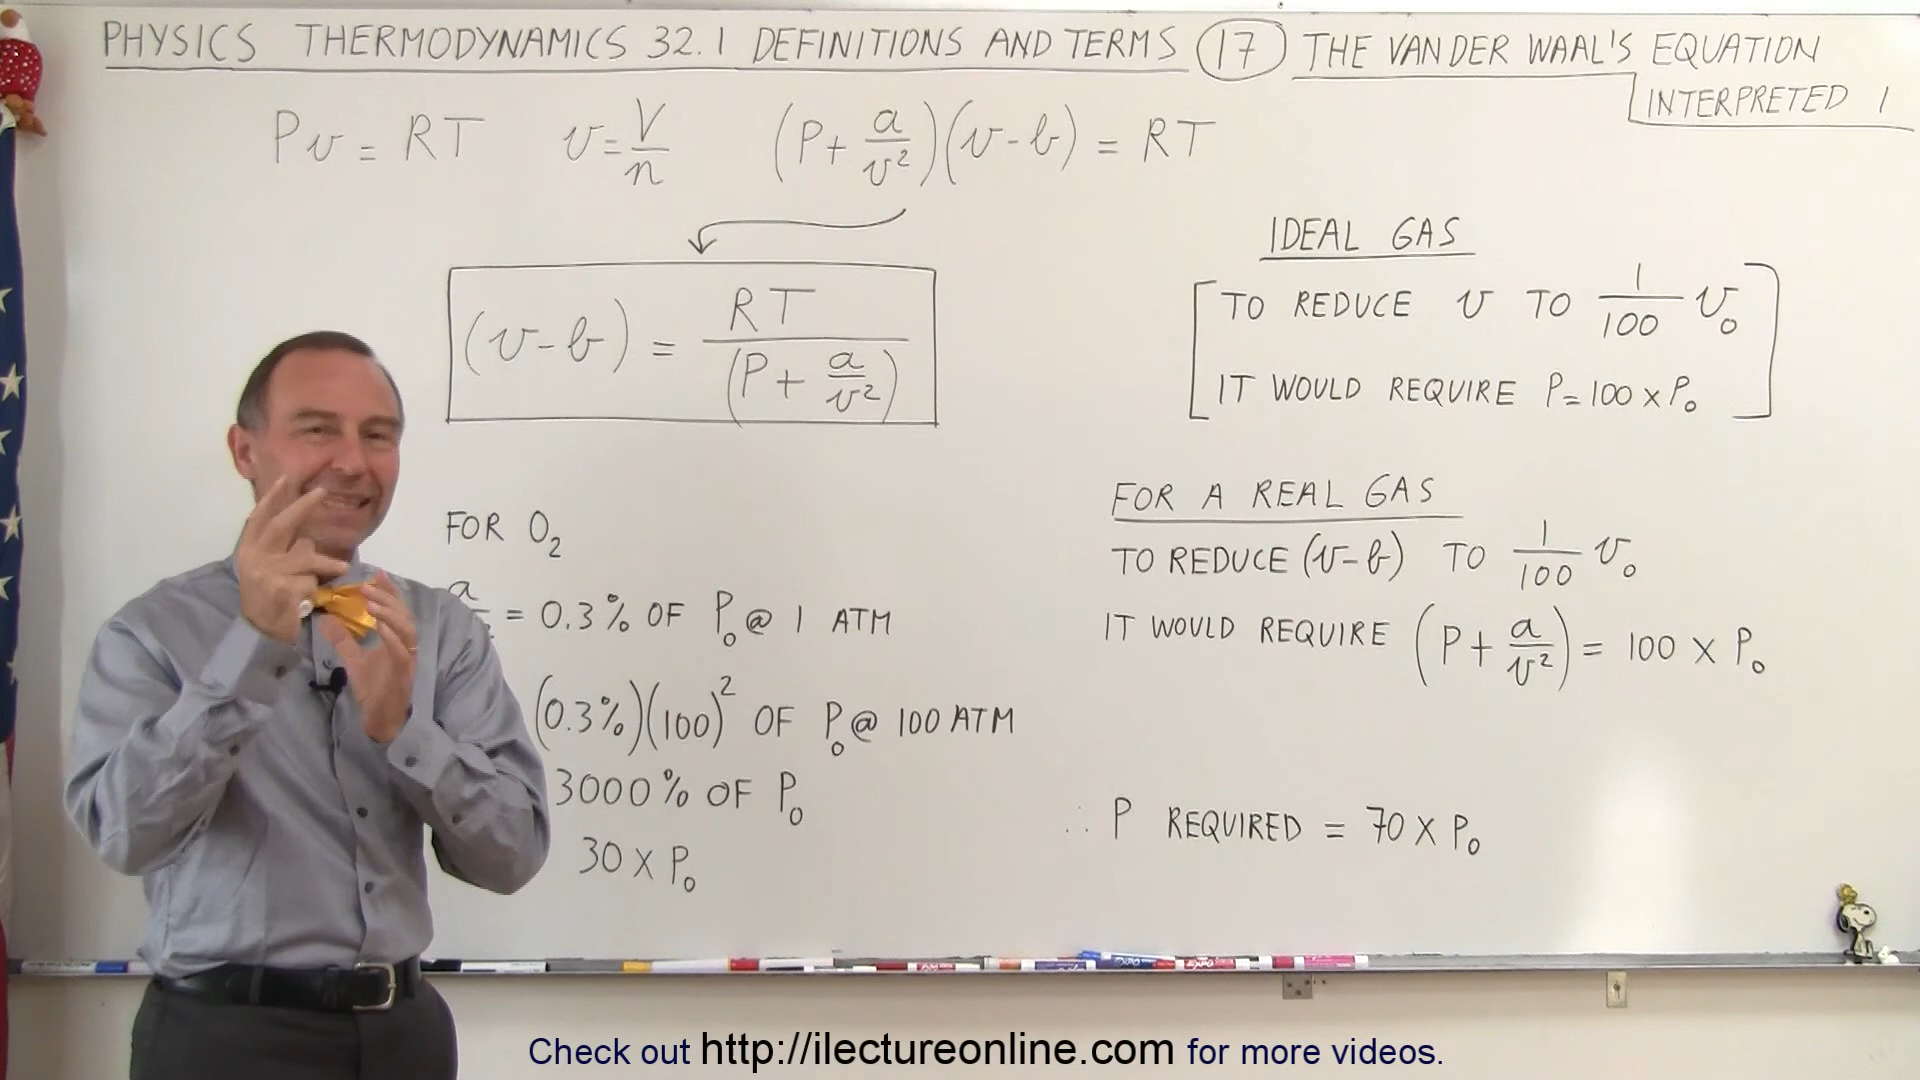 PHYSICS THERMODYNAMICS 32.1 DEFINITIONS AND TERMS 17 THE VAN DER WAAL'S EQUATION
INTERPRETED 1
Pv = RT v = V/n (P + a/v²)(v - b) = RT
(v - b) = RT/(P + a/v²)
IDEAL GAS
TO REDUCE v TO 1/100 v₀
IT WOULD REQUIRE P = 100 x P₀
FOR O₂
= 0.3% OF P₀ @ 1 ATM
(0.3%)(100)² OF P₀ @ 100 ATM
3000% OF P₀
30 x P₀
FOR A REAL GAS
TO REDUCE (v - b) TO 1/100 v₀
IT WOULD REQUIRE (P + a/v²) = 100 x P₀
∴ P REQUIRED = 70 x P₀
Check out http://ilectureonline.com for more videos.